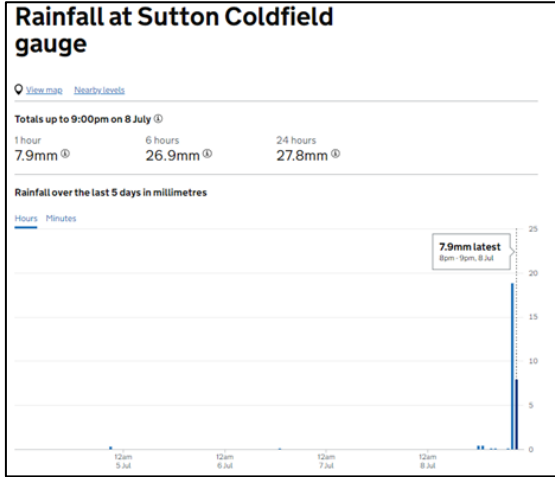 Rainfall at Sutton Coldfield
gauge
View map Nearby levels
Totals up to 9:00pm on 8 July
1 hour 6 hours 24 hours
7.9mm 26.9mm 27.8mm
Rainfall over the last 5 days in millimetres
Hours Minutes
25
7.9mm latest
8pm - 9pm, 8 Jul
20
15
10
5
0
12am 12am 12am 12am
5 Jul 6 Jul 7 Jul 8 Jul